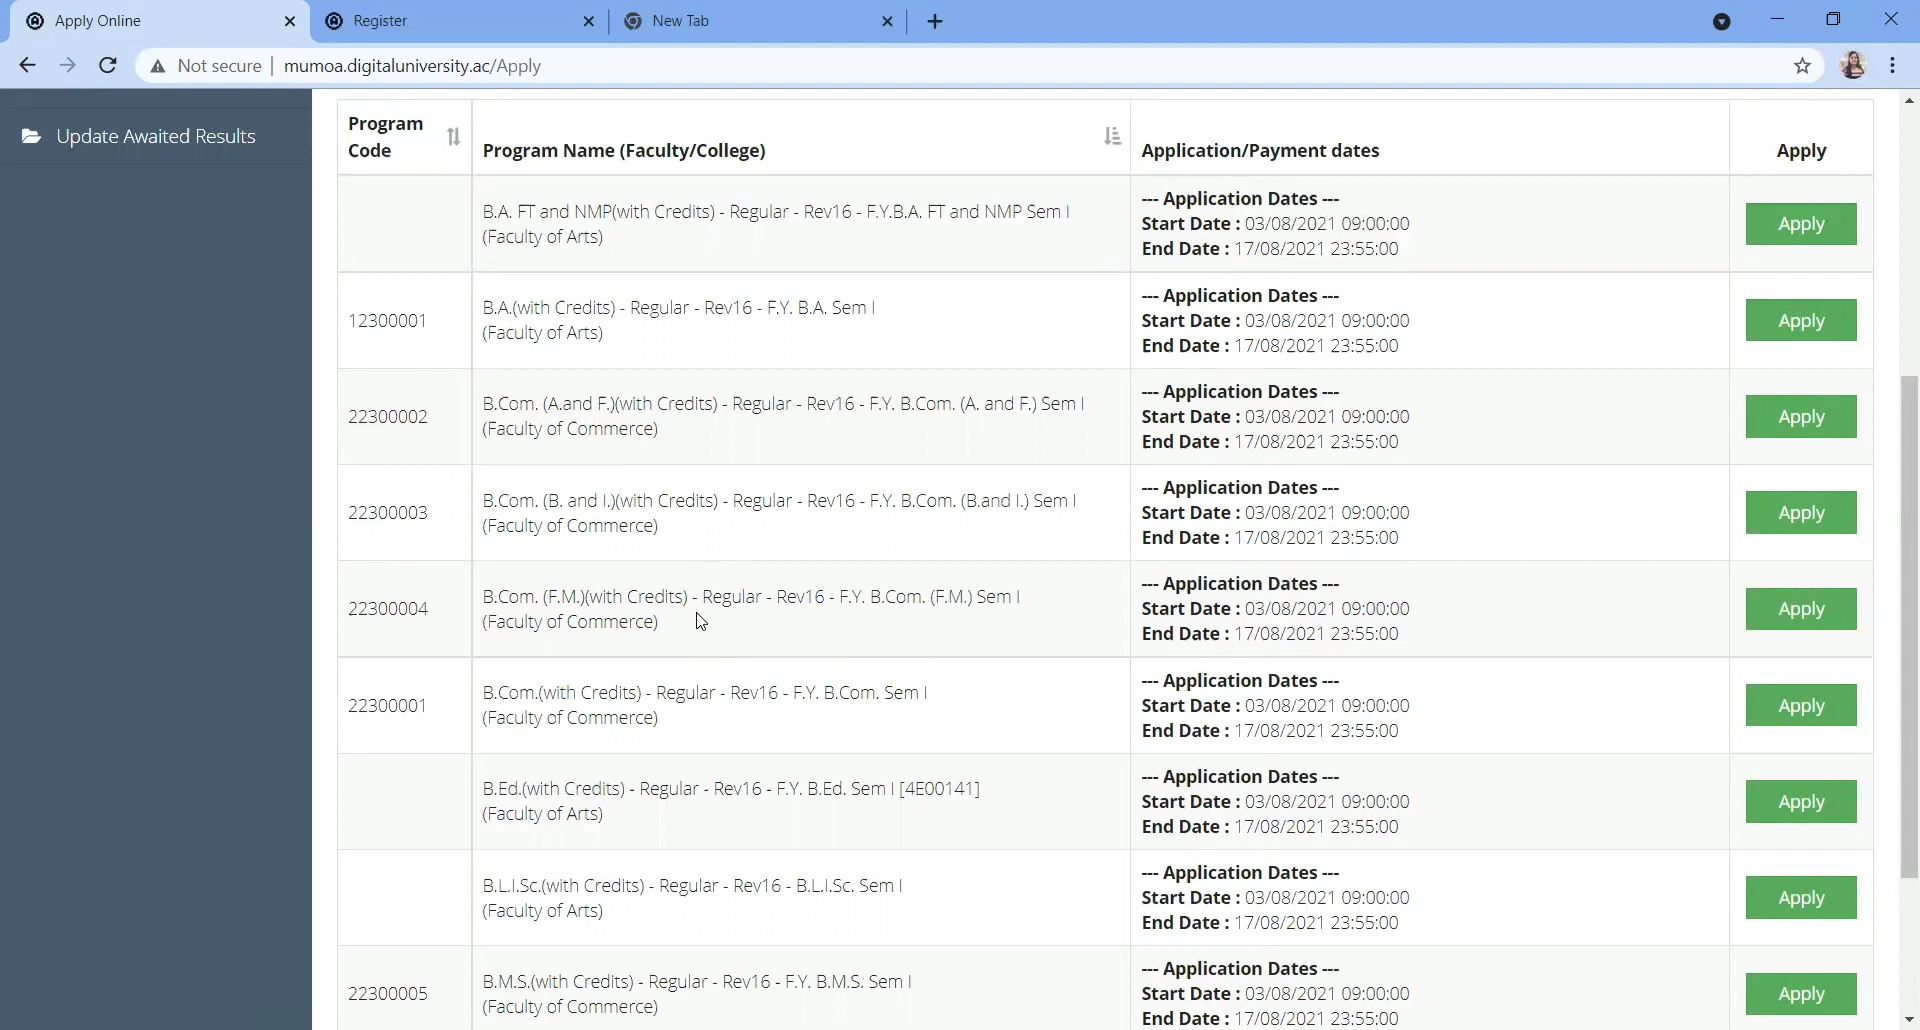 Apply Online
Register
New Tab
Not secure | mumoa.digitaluniversity.ac/Apply
Update Awaited Results
Program Code
Program Name (Faculty/College)
Application/Payment dates
Apply
B.A. FT and NMP(with Credits) - Regular - Rev16 - F.Y.B.A. FT and NMP Sem I
(Faculty of Arts)
--- Application Dates ---
Start Date : 03/08/2021 09:00:00
End Date : 17/08/2021 23:55:00
Apply
12300001
B.A.(with Credits) - Regular - Rev16 - F.Y. B.A. Sem I
(Faculty of Arts)
--- Application Dates ---
Start Date : 03/08/2021 09:00:00
End Date : 17/08/2021 23:55:00
Apply
22300002
B.Com. (A.and F.)(with Credits) - Regular - Rev16 - F.Y. B.Com. (A. and F.) Sem I
(Faculty of Commerce)
--- Application Dates ---
Start Date : 03/08/2021 09:00:00
End Date : 17/08/2021 23:55:00
Apply
22300003
B.Com. (B. and I.)(with Credits) - Regular - Rev16 - F.Y. B.Com. (B.and I.) Sem I
(Faculty of Commerce)
--- Application Dates ---
Start Date : 03/08/2021 09:00:00
End Date : 17/08/2021 23:55:00
Apply
22300004
B.Com. (F.M.)(with Credits) - Regular - Rev16 - F.Y. B.Com. (F.M.) Sem I
(Faculty of Commerce)
--- Application Dates ---
Start Date : 03/08/2021 09:00:00
End Date : 17/08/2021 23:55:00
Apply
22300001
B.Com.(with Credits) - Regular - Rev16 - F.Y. B.Com. Sem I
(Faculty of Commerce)
--- Application Dates ---
Start Date : 03/08/2021 09:00:00
End Date : 17/08/2021 23:55:00
Apply
B.Ed.(with Credits) - Regular - Rev16 - F.Y. B.Ed. Sem I [4E00141]
(Faculty of Arts)
--- Application Dates ---
Start Date : 03/08/2021 09:00:00
End Date : 17/08/2021 23:55:00
Apply
B.L.I.Sc.(with Credits) - Regular - Rev16 - B.L.I.Sc. Sem I
(Faculty of Arts)
--- Application Dates ---
Start Date : 03/08/2021 09:00:00
End Date : 17/08/2021 23:55:00
Apply
22300005
B.M.S.(with Credits) - Regular - Rev16 - F.Y. B.M.S. Sem I
(Faculty of Commerce)
--- Application Dates ---
Start Date : 03/08/2021 09:00:00
End Date : 17/08/2021 23:55:00
Apply